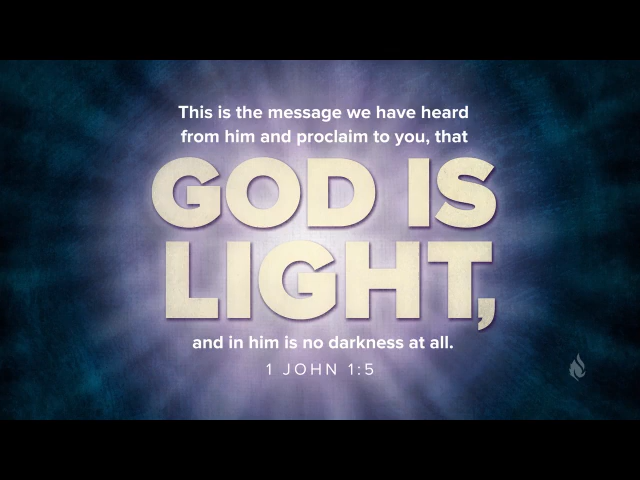 This is the message we have heard
from him and proclaim to you, that
GOD IS
LIGHT,
and in him is no darkness at all.
1 JOHN 1:5